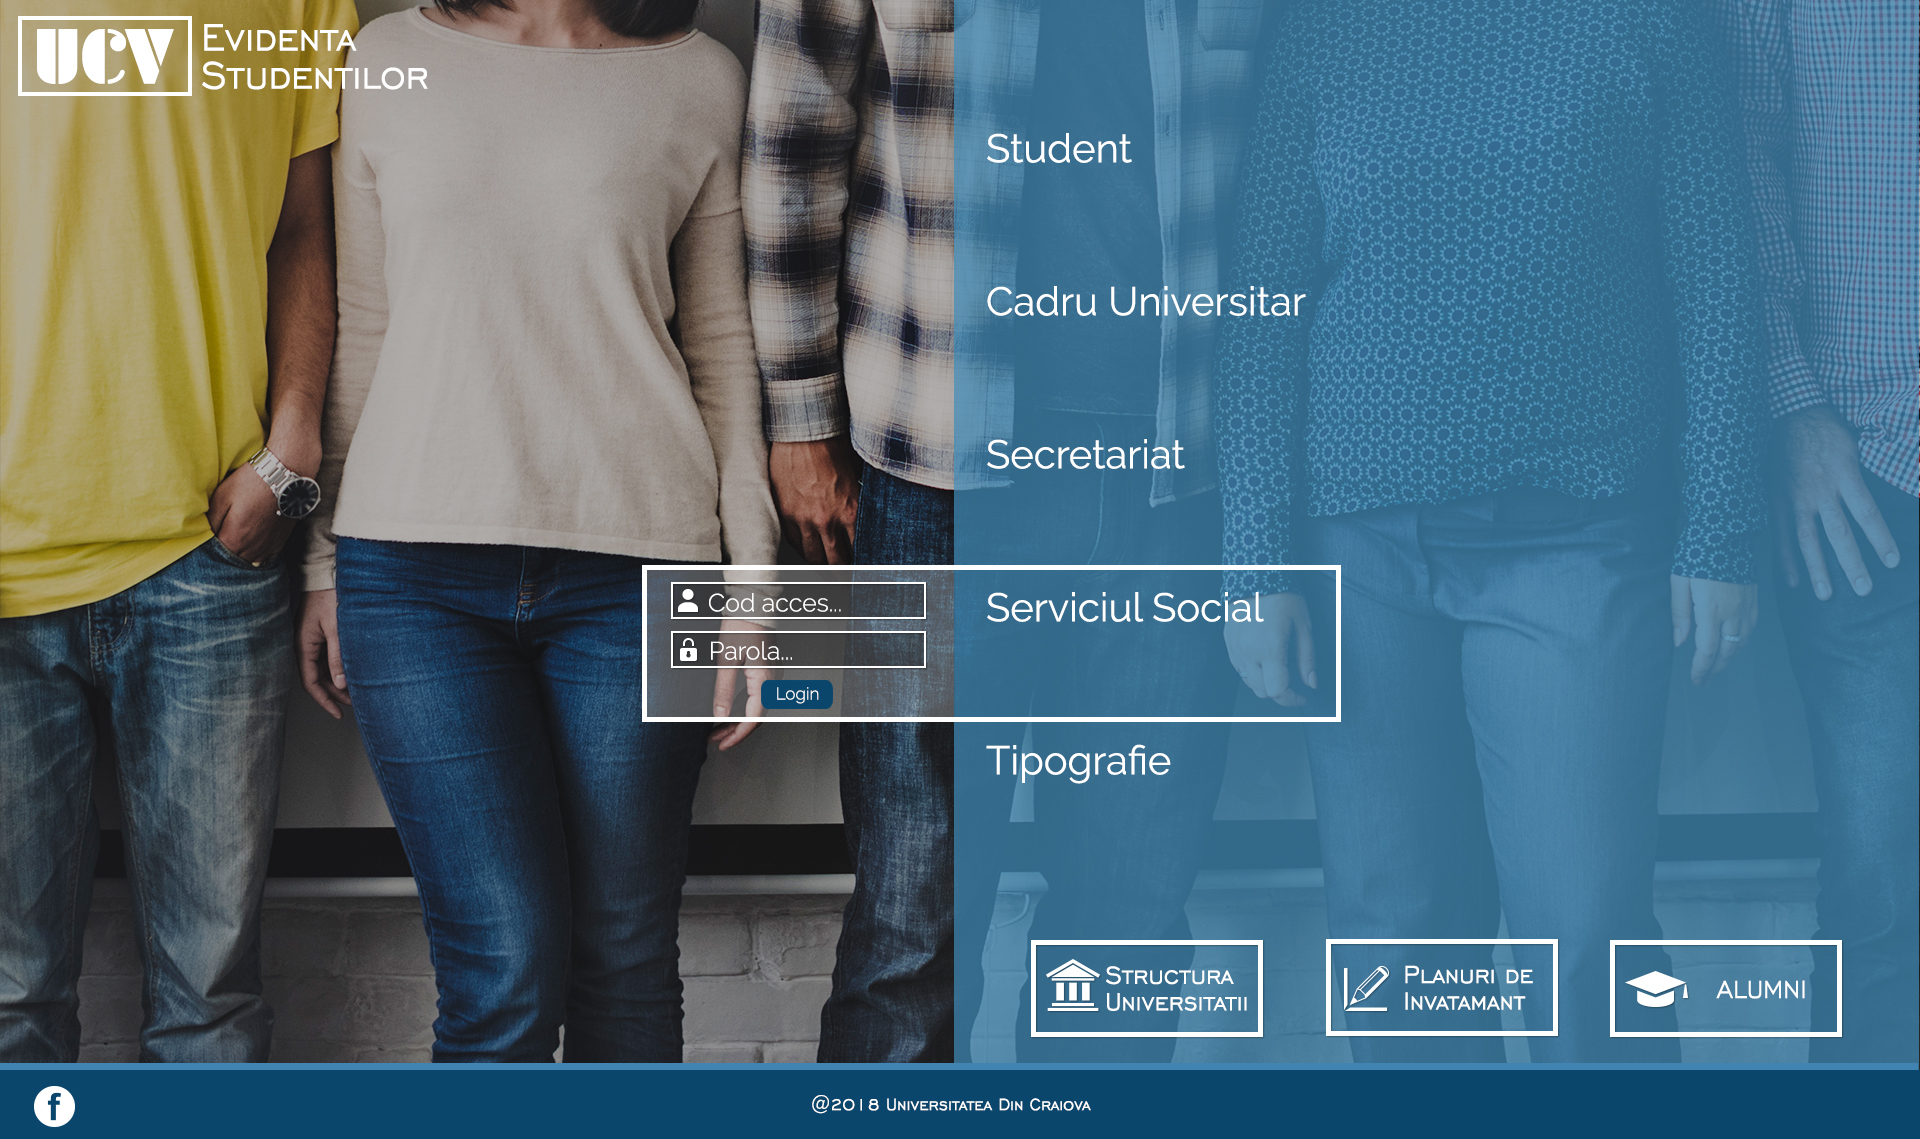 UCV
EVIDENTA
STUDENTILOR
Student
Cadru Universitar
Secretariat
Cod acces...
Parola...
Login
Serviciul Social
Tipografie
STRUCTURA
UNIVERSITATII
PLANURI DE
INVATAMANT
ALUMNI
f
@2018 UNIVERSITATEA DIN CRAIOVA